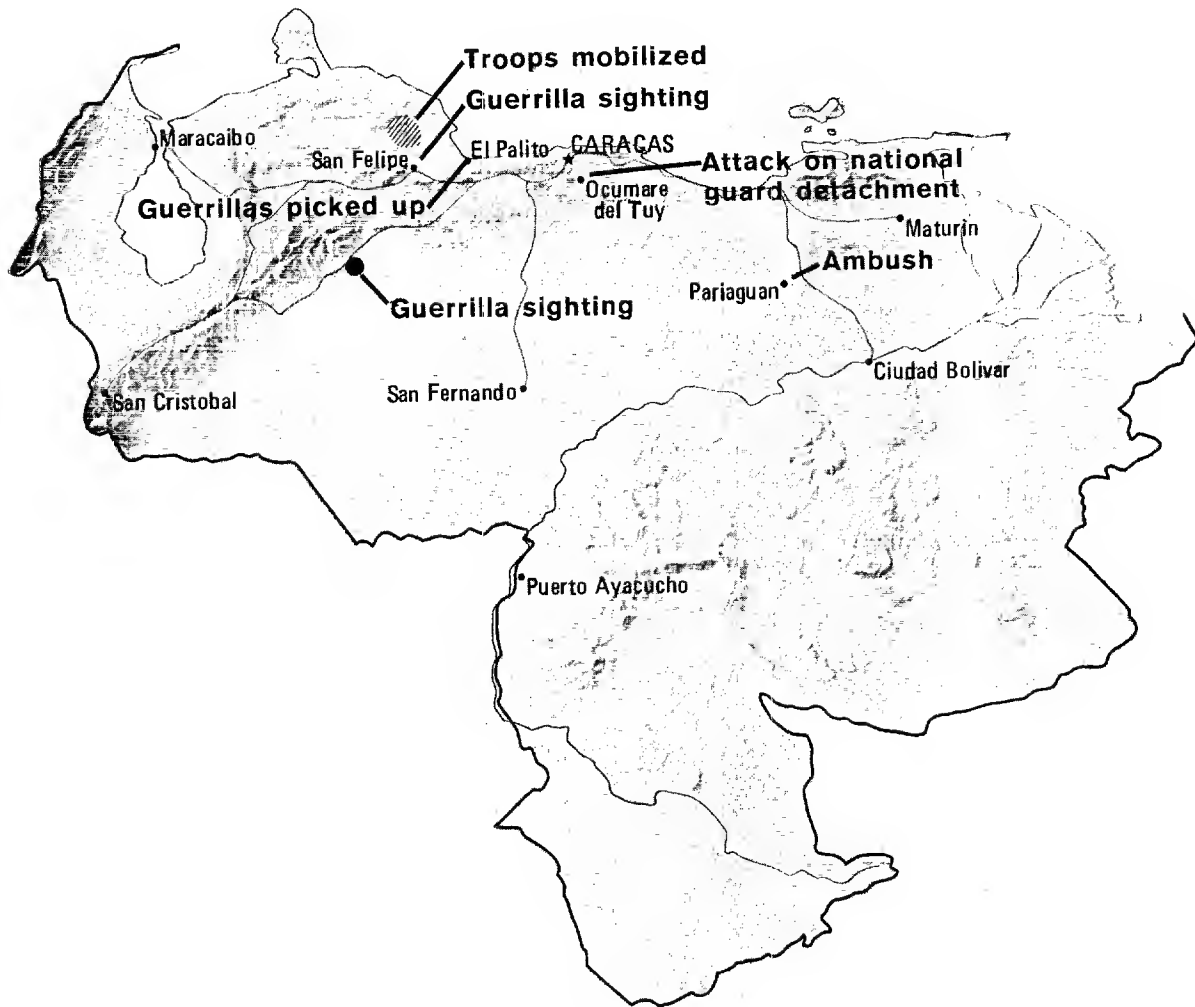 Troops mobilized
Guerrilla sighting
Maracaibo
San Felipe
El Palito
CARACAS
Attack on national
guard detachment
Ocumare
del Tuy
Guerrillas picked up
Maturin
Ambush
Pariaguan
Guerrilla sighting
Ciudad Bolivar
San Fernando
San Cristobal
Puerto Ayacucho